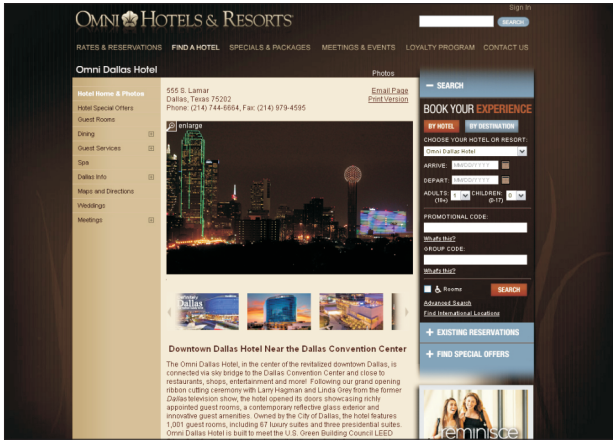 Sign In
OMNI HOTELS & RESORTS
SEARCH
RATES & RESERVATIONS FIND A HOTEL SPECIALS & PACKAGES MEETINGS & EVENTS LOYALTY PROGRAM CONTACT US
Omni Dallas Hotel
Photos
Hotel Home & Photos
Hotel Special Offers
Guest Rooms
Dining
Guest Services
Spa
Dallas Info
Maps and Directions
Weddings
Meetings
555 S. Lamar
Dallas, Texas 75202
Phone: (214) 744-6664, Fax: (214) 979-4595
Email Page
Print Version
enlarge
Dallas
Downtown Dallas Hotel Near the Dallas Convention Center
The Omni Dallas Hotel, in the center of the revitalized downtown Dallas, is
connected via sky bridge to the Dallas Convention Center and close to
restaurants, shops, entertainment and more! Following our grand opening
ribbon cutting ceremony with Larry Hagman and Linda Grey from the former
Dallas television show, the hotel opened its doors showcasing richly
appointed guest rooms, a contemporary reflective glass exterior and
innovative guest amenities. Owned by the City of Dallas, the hotel features
1,001 guest rooms, including 67 luxury suites and three presidential suites.
Omni Dallas Hotel is built to meet the U.S. Green Building Council LEED
SEARCH
BOOK YOUR EXPERIENCE
BY HOTEL BY DESTINATION
CHOOSE YOUR HOTEL OR RESORT:
Omni Dallas Hotel
ARRIVE: MM/DD/YYYY
DEPART: MM/DD/YYYY
ADULTS: 1 CHILDREN: 0
(18+) (0-17)
PROMOTIONAL CODE:
What's this?
GROUP CODE:
What's this?
Rooms SEARCH
Advanced Search
Find International Locations
+ EXISTING RESERVATIONS
+ FIND SPECIAL OFFERS
reminisce